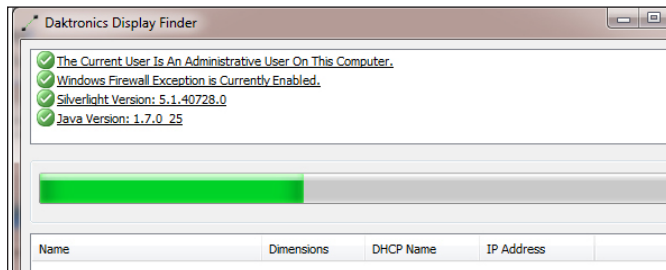 Daktronics Display Finder
The Current User Is An Administrative User On This Computer.
Windows Firewall Exception is Currently Enabled.
Silverlight Version: 5.1.40728.0
Java Version: 1.7.0_25
Name Dimensions DHCP Name IP Address